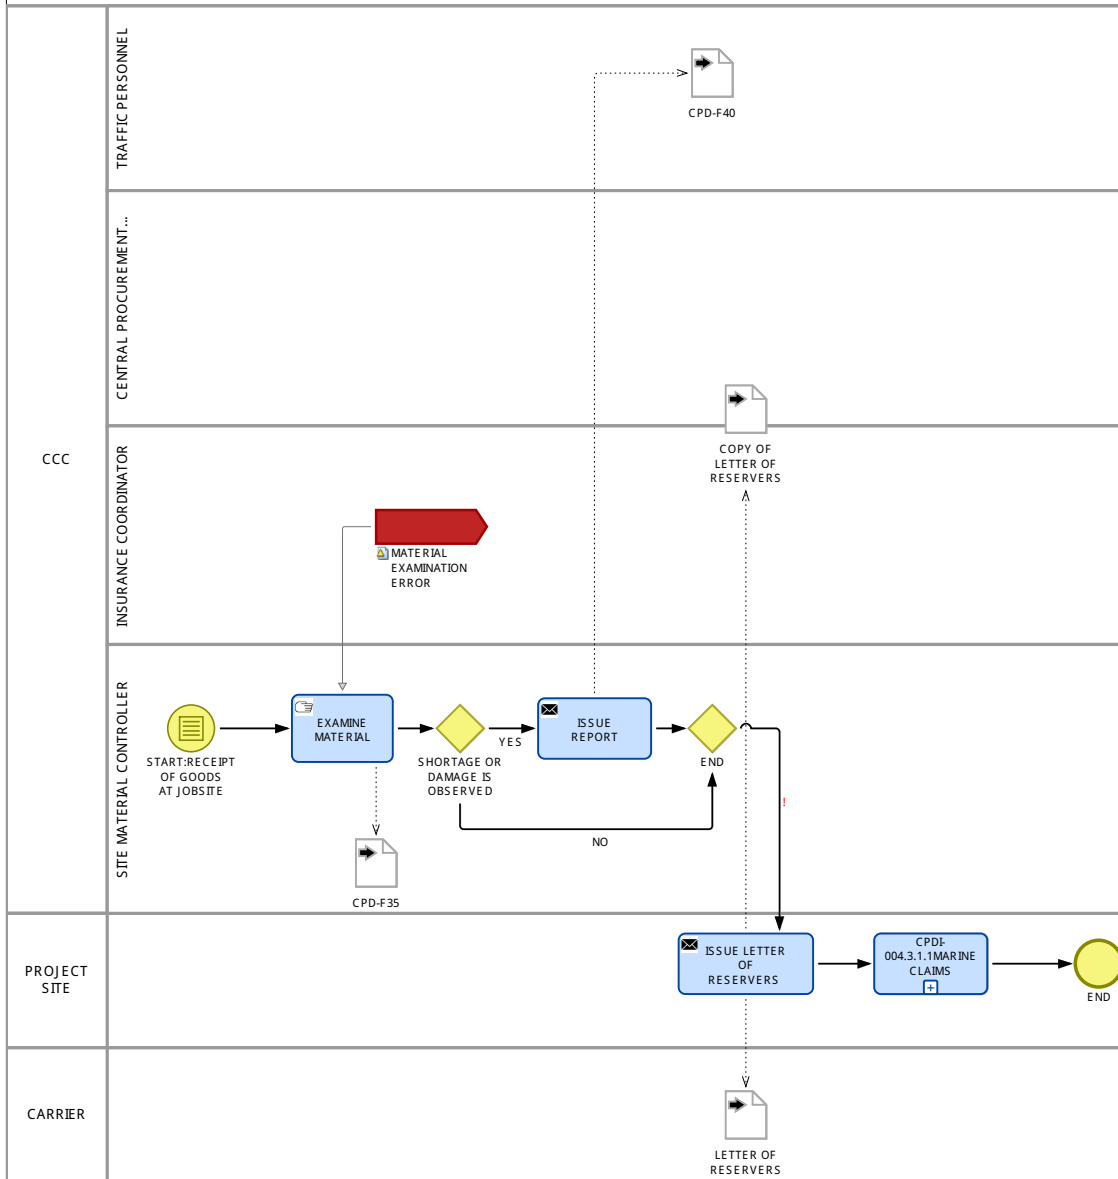 TRAFFIC PERSONNEL
CPD-F40
CENTRAL PROCUREMENT...
CCC
COPY OF
LETTER OF
RESERVERS
INSURANCE COORDINATOR
MATERIAL
EXAMINATION
ERROR
SITE MATERIAL CONTROLLER
START:RECEIPT
OF GOODS
AT JOBSITE
EXAMINE
MATERIAL
SHORTAGE OR
DAMAGE IS
OBSERVED
YES
ISSUE
REPORT
END
!
NO
CPD-F35
PROJECT
SITE
ISSUE LETTER
OF
RESERVERS
CPDI-
004.3.1.1MARINE
CLAIMS
END
CARRIER
LETTER OF
RESERVERS